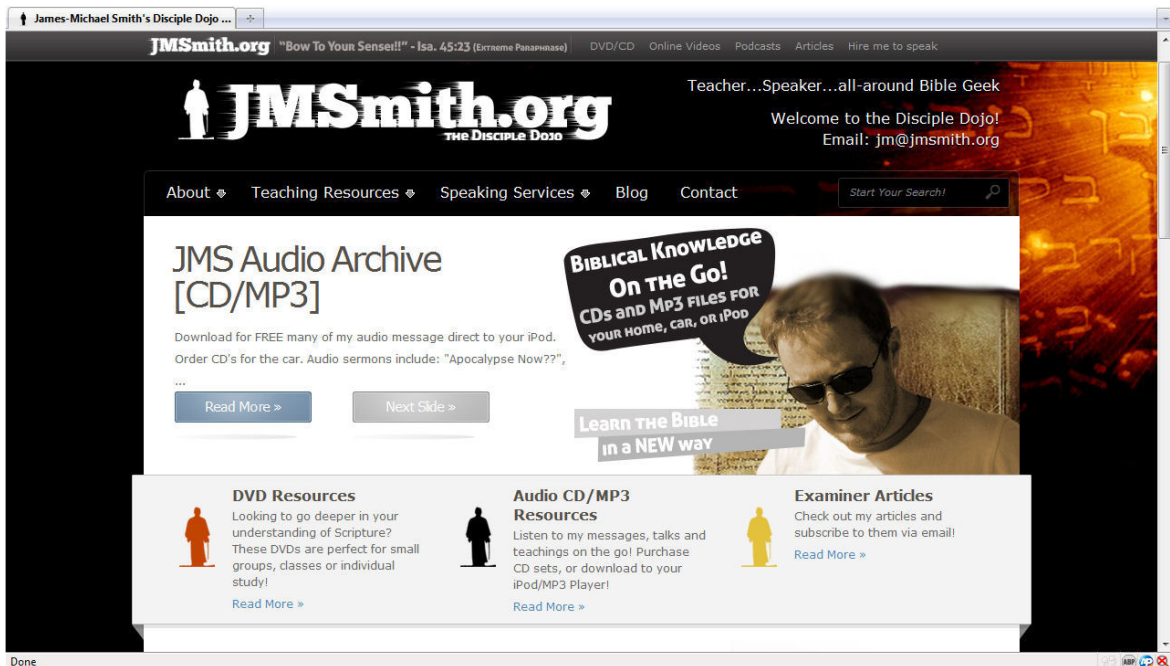 James-Michael Smith's Disciple Dojo ...
JMSmith.org "Bow To Your Sensei!!" - Isa. 45:23 (Extreme Paraphrase) DVD/CD Online Videos Podcasts Articles Hire me to speak
JMSmith.org
The Disciple Dojo
Teacher...Speaker...all-around Bible Geek
Welcome to the Disciple Dojo!
Email: jm@jmsmith.org
About Teaching Resources Speaking Services Blog Contact Start Your Search!
JMS Audio Archive
[CD/MP3]
Download for FREE many of my audio message direct to your iPod.
Order CD's for the car. Audio sermons include: "Apocalypse Now??",
...
Read More » Next Slide »
Biblical Knowledge
On the Go!
CDs and Mp3 files for
your home, car, or iPod
Learn the Bible
in a NEW way
DVD Resources
Looking to go deeper in your
understanding of Scripture?
These DVDs are perfect for small
groups, classes or individual
study!
Read More »
Audio CD/MP3
Resources
Listen to my messages, talks and
teachings on the go! Purchase
CD sets, or download to your
iPod/MP3 Player!
Read More »
Examiner Articles
Check out my articles and
subscribe to them via email!
Read More »
Done
ABP